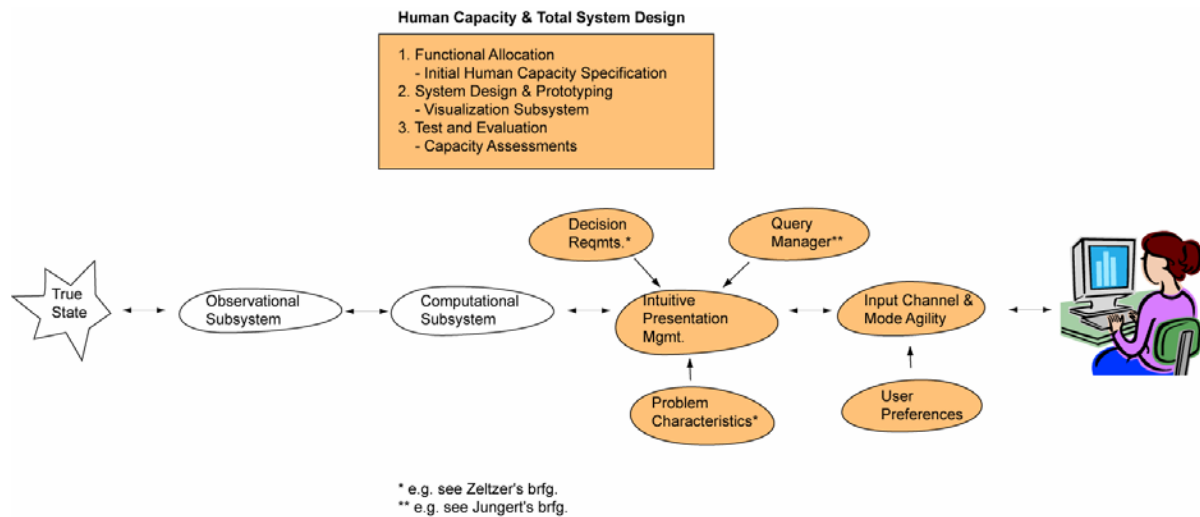 Human Capacity & Total System Design
1. Functional Allocation
- Initial Human Capacity Specification
2. System Design & Prototyping
- Visualization Subsystem
3. Test and Evaluation
- Capacity Assessments
Decision
Reqmts.*
Query
Manager**
True
State
Observational
Subsystem
Computational
Subsystem
Intuitive
Presentation
Mgmt.
Input Channel &
Mode Agility
Problem
Characteristics*
User
Preferences
* e.g. see Zeltzer's brfg.
** e.g. see Jungert's brfg.